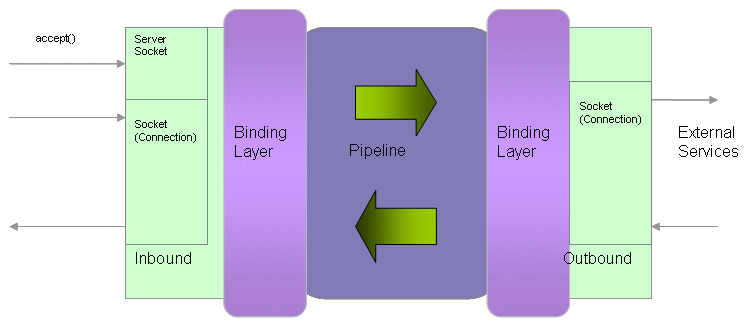 accept()
Server
Socket
Socket
(Connection)
Inbound
Binding
Layer
Pipeline
Binding
Layer
Socket
(Connection)
Outbound
External
Services